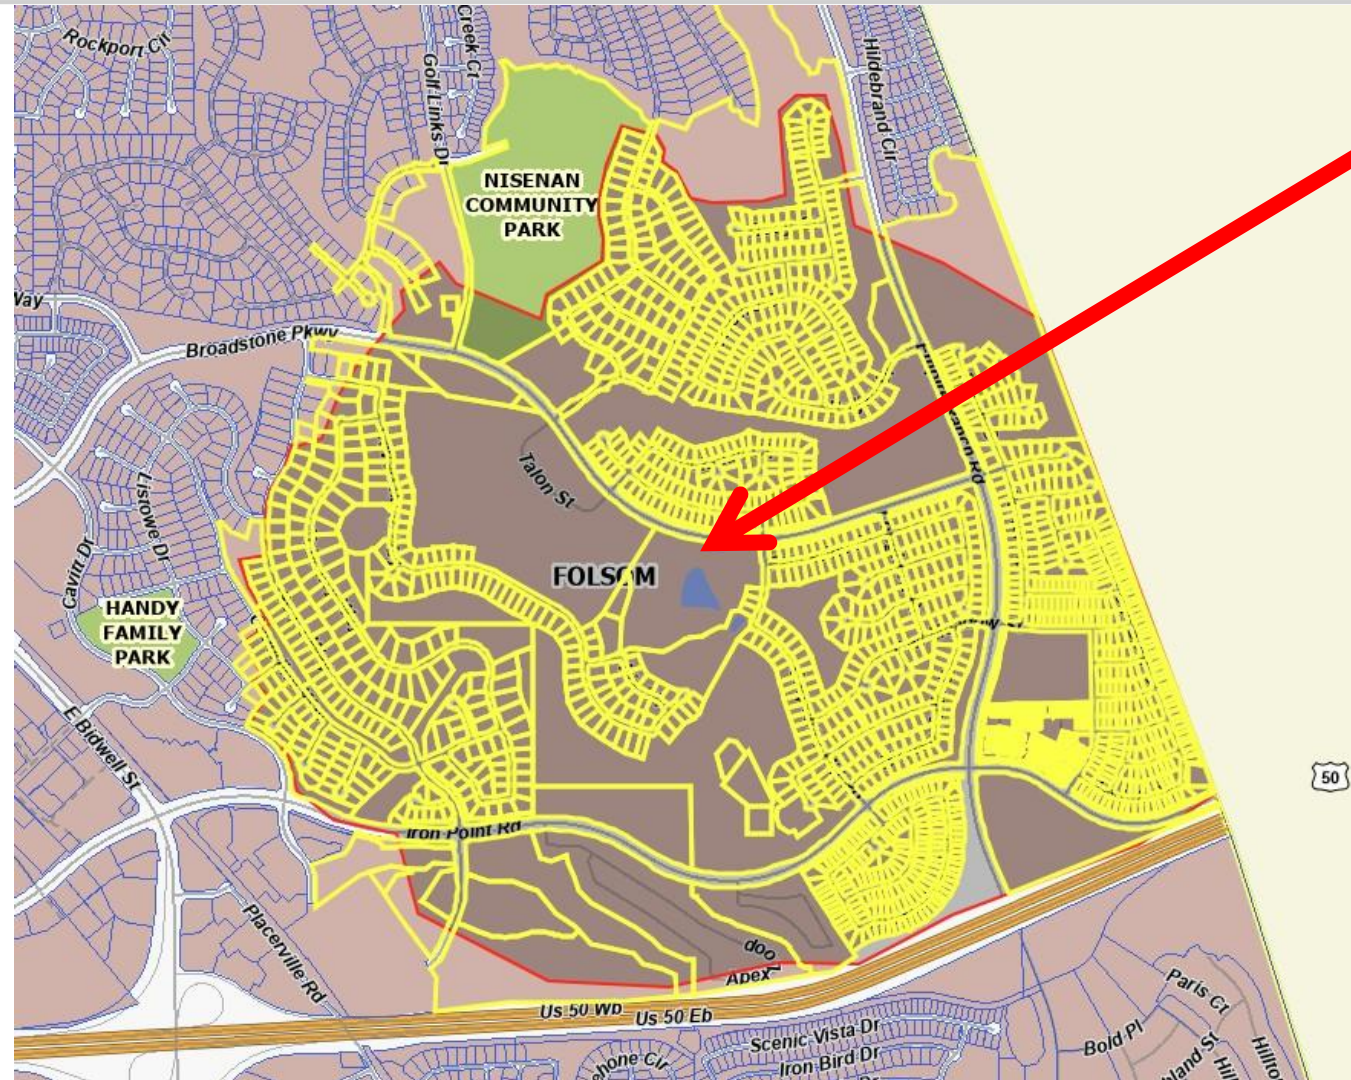 Rockport Cir
Creek Ct
Golf Links Dr
Hildebrand Cir
NISENAN
COMMUNITY
PARK
Way
Broadstone Pkwy
Talon St
Listowe Dr
Cavitt Dr
FOLSOM
HANDY
FAMILY
PARK
E Bidwell St
50
Iron Point Rd
Placerville Rd
Loop
Apex
Us 50 Wb
Us 50 Eb
Scenic Vista Dr
Iron Bird Dr
Paris Ct
Bold Pl